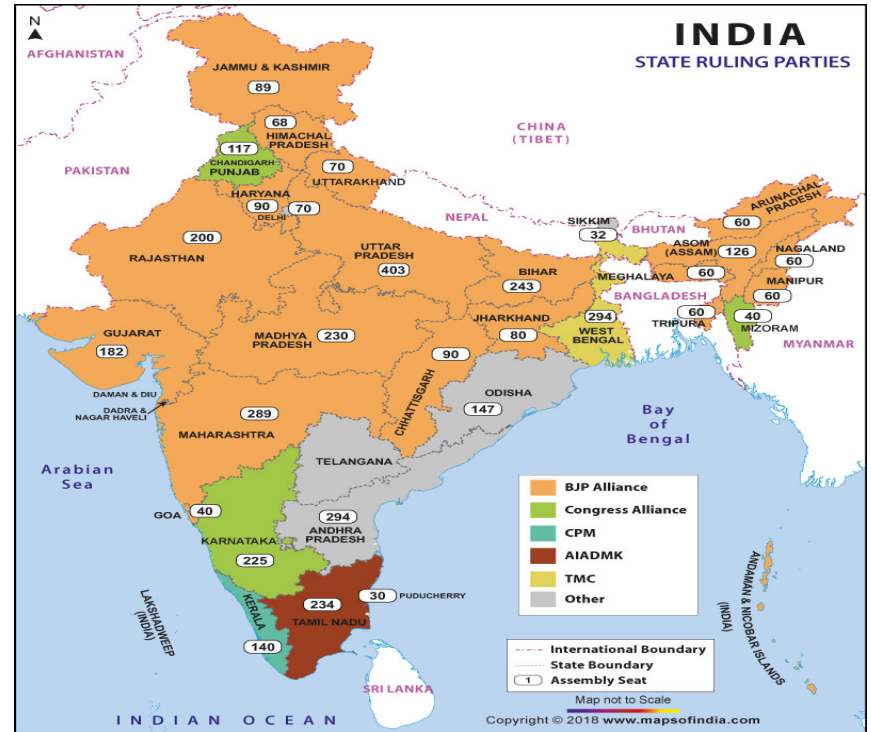 N
INDIA
STATE RULING PARTIES
AFGHANISTAN
JAMMU & KASHMIR
89
68
HIMACHAL
PRADESH
117
CHANDIGARH
PUNJAB
CHINA
(TIBET)
PAKISTAN
70
UTTARAKHAND
HARYANA
90
DELHI
70
NEPAL
SIKKIM
32
BHUTAN
ARUNACHAL
PRADESH
60
ASOM
(ASSAM)
126
NAGALAND
60
200
RAJASTHAN
UTTAR
PRADESH
403
BIHAR
243
MEGHALAYA
60
MANIPUR
60
BANGLADESH
GUJARAT
182
MADHYA
PRADESH
230
JHARKHAND
80
294
WEST
BENGAL
60
TRIPURA
40
MIZORAM
MYANMAR
90
CHHATTISGARH
DAMAN & DIU
DADRA &
NAGAR HAVELI
289
MAHARASHTRA
ODISHA
147
Bay
of
Bengal
Arabian
Sea
TELANGANA
GOA
40
294
ANDHRA
PRADESH
KARNATAKA
225
BJP Alliance
Congress Alliance
CPM
AIADMK
TMC
Other
LAKSHADWEEP
(INDIA)
KERALA
140
234
TAMIL NADU
30
PUDUCHERRY
ANDAMAN & NICOBAR ISLANDS
(INDIA)
International Boundary
State Boundary
1
Assembly Seat
SRI LANKA
Map not to Scale
INDIAN OCEAN
Copyright © 2018 www.mapsofindia.com